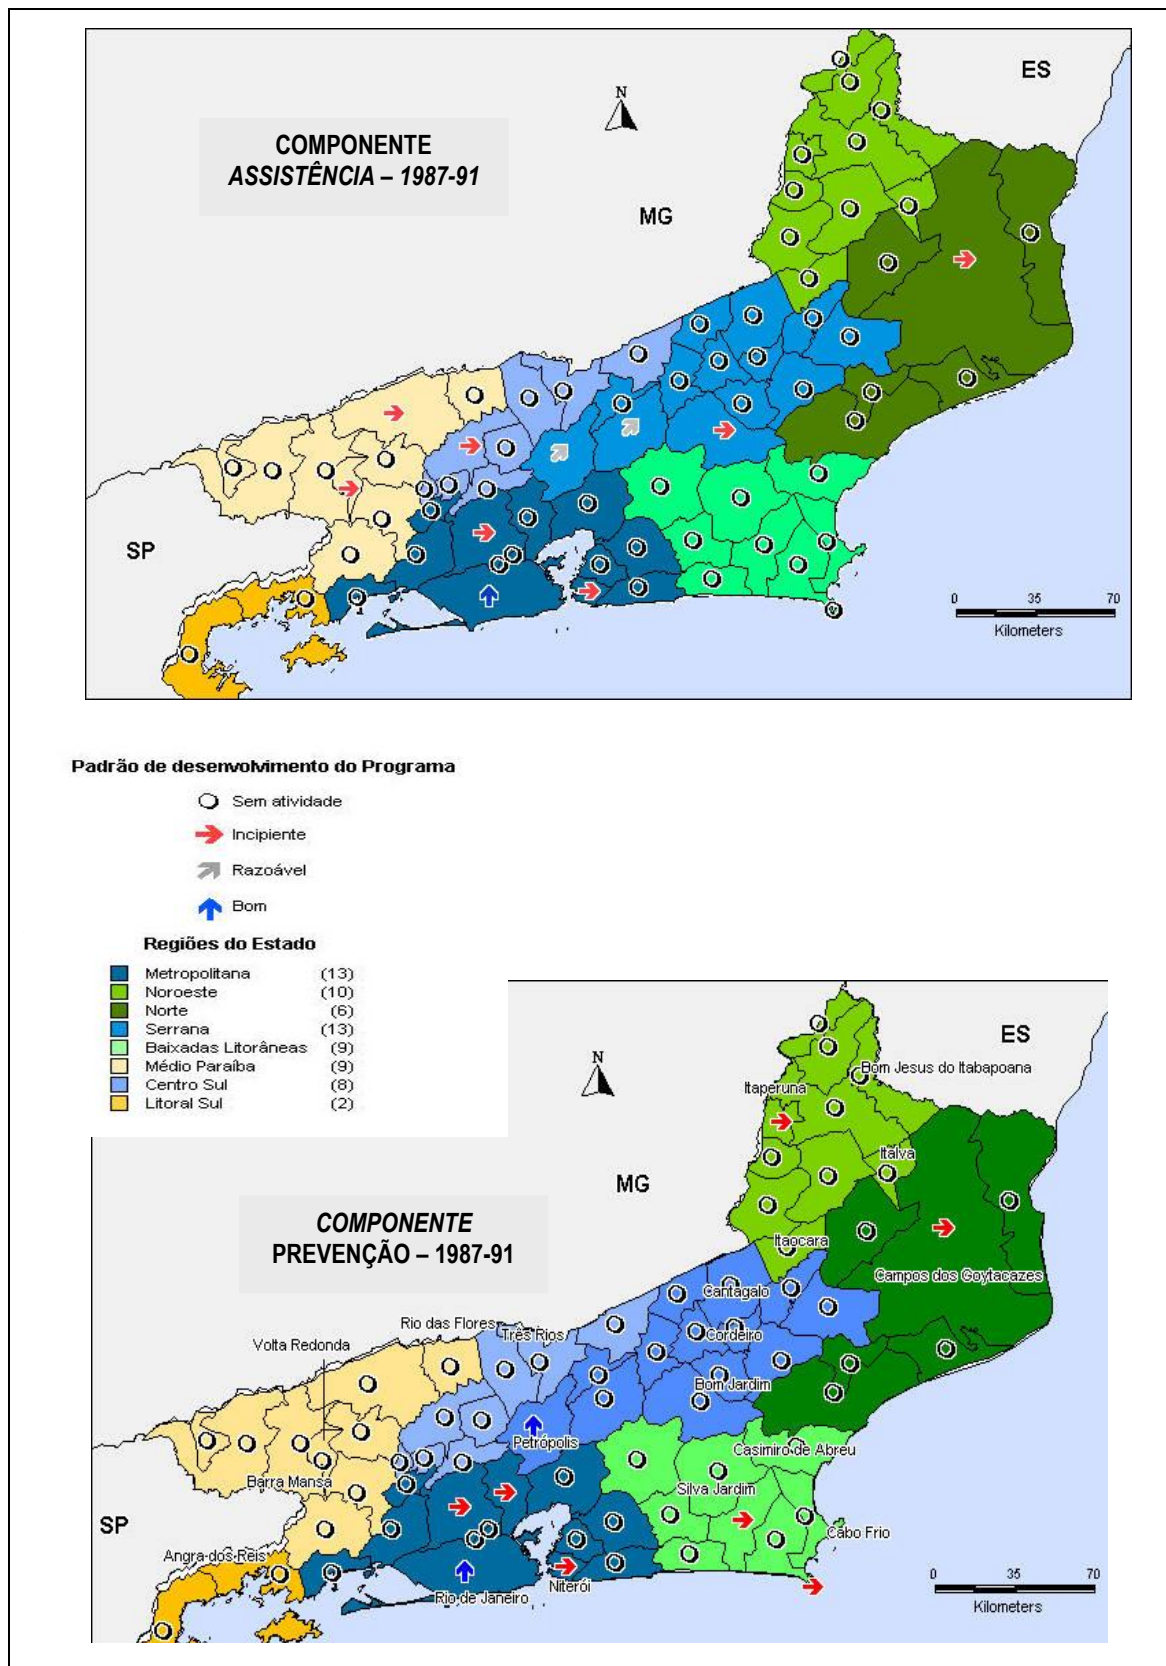 ES
N
COMPONENTE
ASSISTÊNCIA – 1987-91
MG
SP
0 35 70
Kilometers
Padrão de desenvolvimento do Programa
Sem atividade
Incipiente
Razoável
Bom
Regiões do Estado
Metropolitana (13)
Noroeste (10)
Norte (6)
Serrana (13)
Baixadas Litorâneas (9)
Médio Paraíba (9)
Centro Sul (8)
Litoral Sul (2)
ES
N
Bom Jesus do Itabapoana
Itaperuna
Italva
MG
COMPONENTE
PREVENÇÃO – 1987-91
Itaocara
Campos dos Goytacazes
Cantagalo
Rio das Flores
Três Rios
Cordeiro
Volta Redonda
Bom Jardim
Petrópolis
Casimiro de Abreu
Barra Mansa
Silva Jardim
SP
Cabo Frio
Angra dos Reis
Niterói
Rio de Janeiro
0 35 70
Kilometers